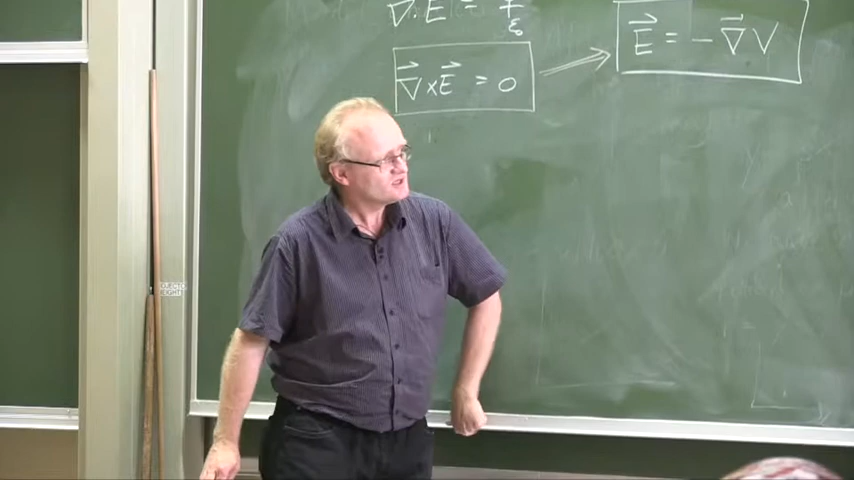 ∇⃗·E⃗ = ρ/ε
∇⃗×E⃗ = 0 ⟹ E⃗ = -∇⃗V